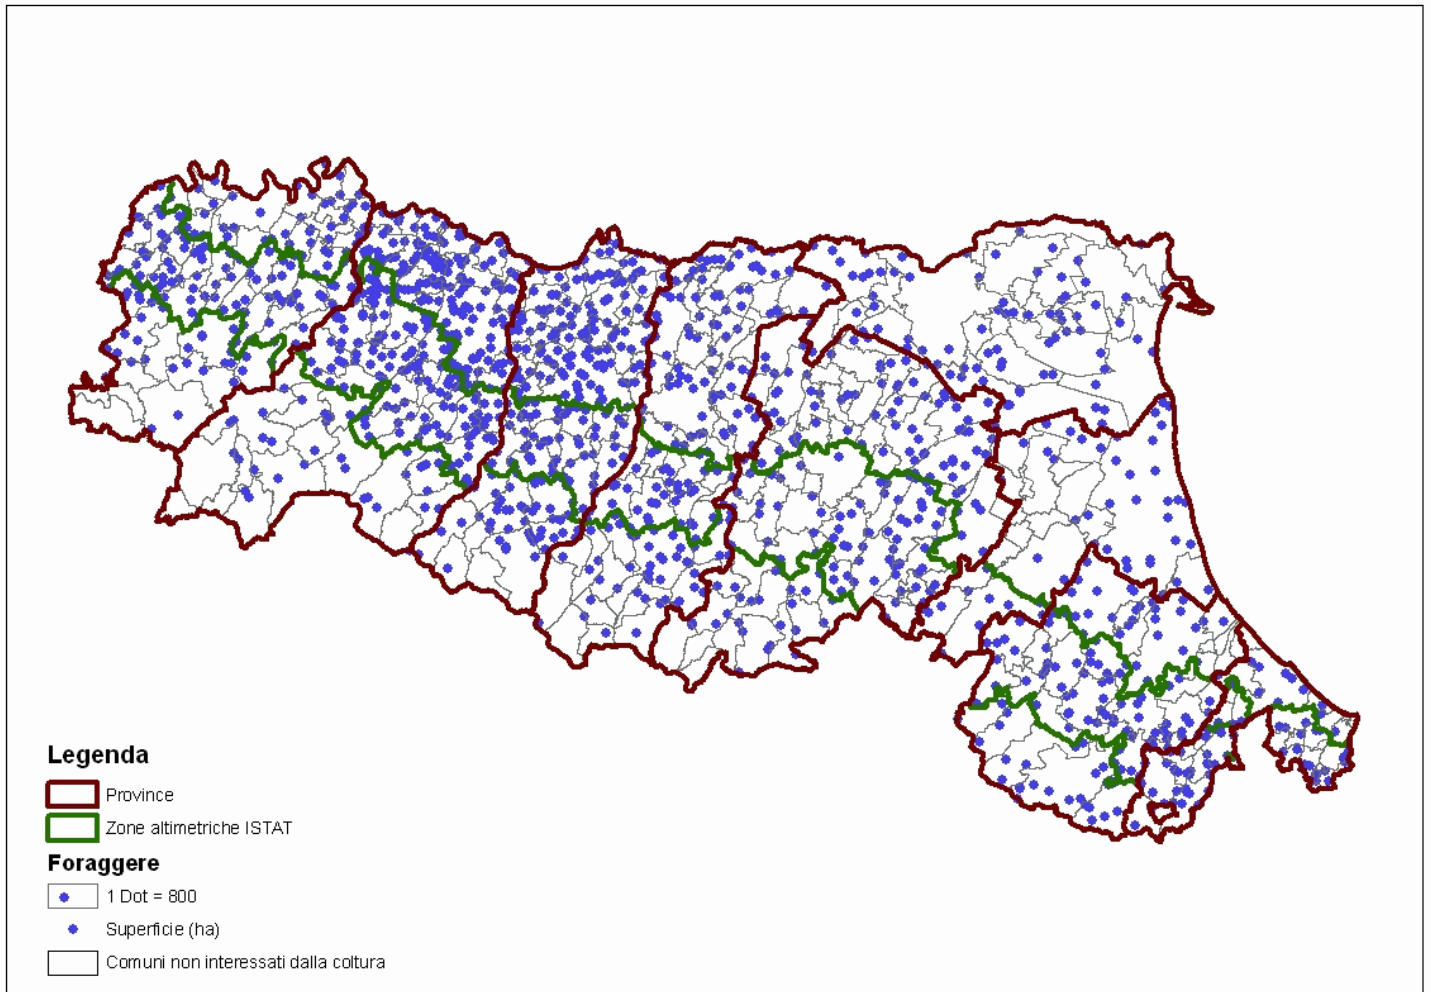 Legenda
Province
Zone altimetriche ISTAT
Foraggere
1 Dot = 800
Superficie (ha)
Comuni non interessati dalla coltura